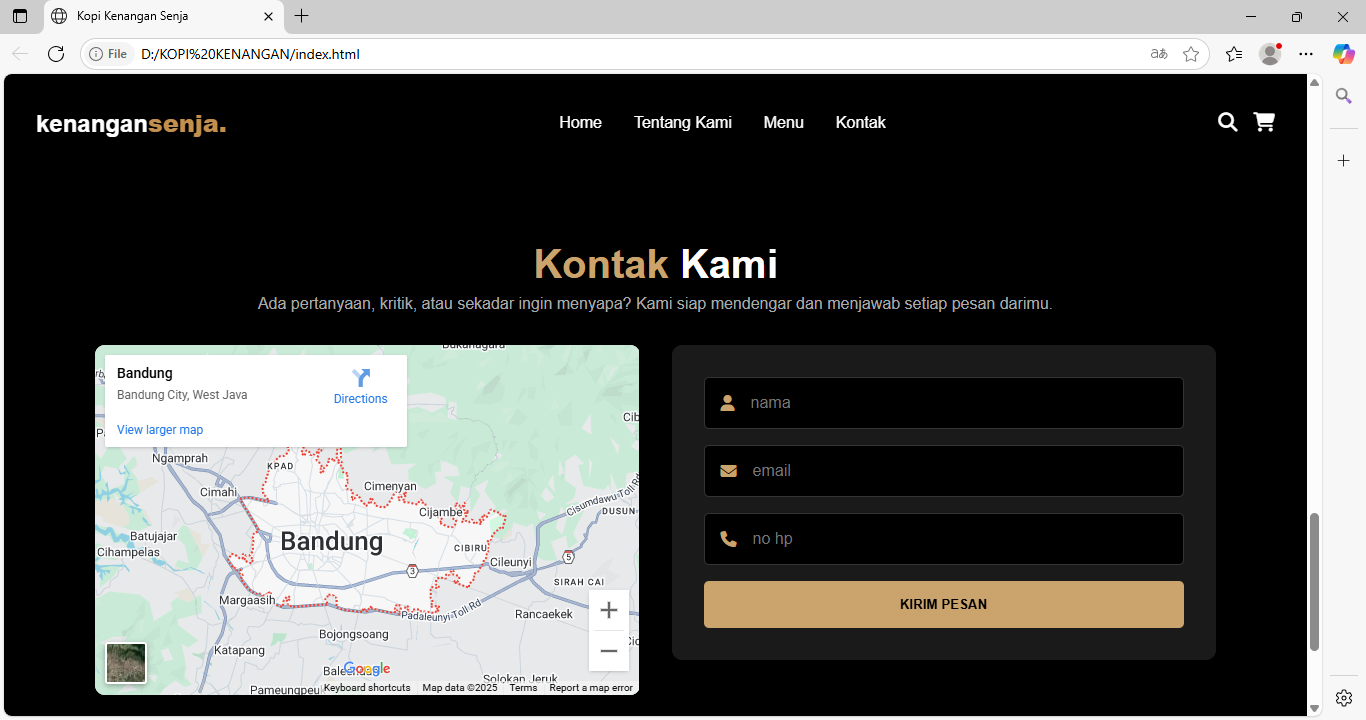 Kopi Kenangan Senja
File D:/KOPI%20KENANGAN/index.html
kenangansenja.
Home Tentang Kami Menu Kontak
Kontak Kami
Ada pertanyaan, kritik, atau sekadar ingin menyapa? Kami siap mendengar dan menjawab setiap pesan darimu.
Bandung
Bandung City, West Java
Directions
View larger map
Ngamprah
KPAD
Cimahi
Cimenyan
Cisumdawu Toll Rd
Cijambe
DUSUN
Batujajar
Bandung
Cihampelas
CIBIRU
Cileunyi
5
3
SIRAH CAI
Margaasih
Padaleunyi Toll Rd
Rancaekek
Bojongsoang
Katapang
Google
Solokan Jeruk
Keyboard shortcuts Map data ©2025 Terms Report a map error
nama
email
no hp
KIRIM PESAN